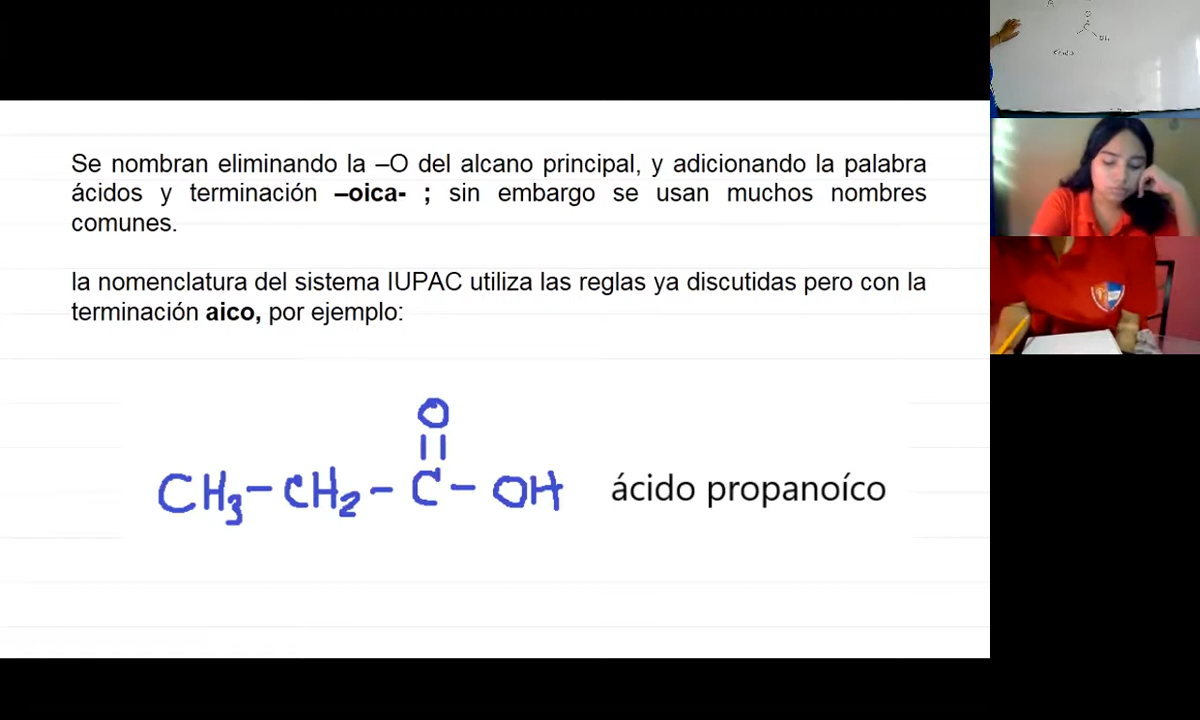 Se nombran eliminando la –O del alcano principal, y adicionando la palabra
ácidos y terminación –oica- ; sin embargo se usan muchos nombres
comunes.
la nomenclatura del sistema IUPAC utiliza las reglas ya discutidas pero con la
terminación aico, por ejemplo:
O
CH3-CH2-C-OH ácido propanoíco